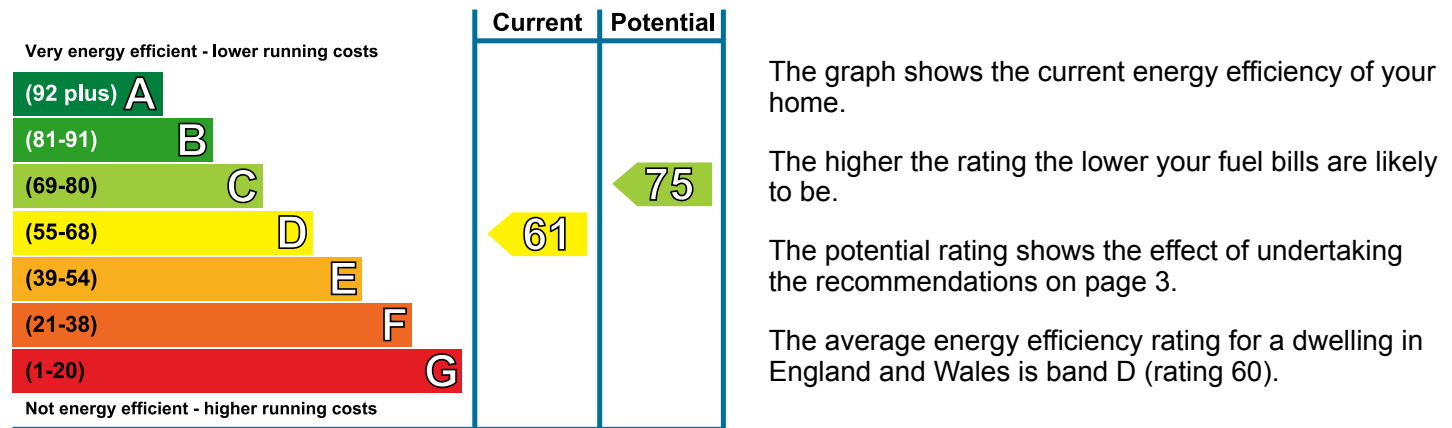 Current Potential
Very energy efficient - lower running costs
(92 plus) A
(81-91) B
(69-80) C
75
(55-68) D
61
(39-54) E
(21-38) F
(1-20) G
Not energy efficient - higher running costs
The graph shows the current energy efficiency of your
home.
The higher the rating the lower your fuel bills are likely
to be.
The potential rating shows the effect of undertaking
the recommendations on page 3.
The average energy efficiency rating for a dwelling in
England and Wales is band D (rating 60).